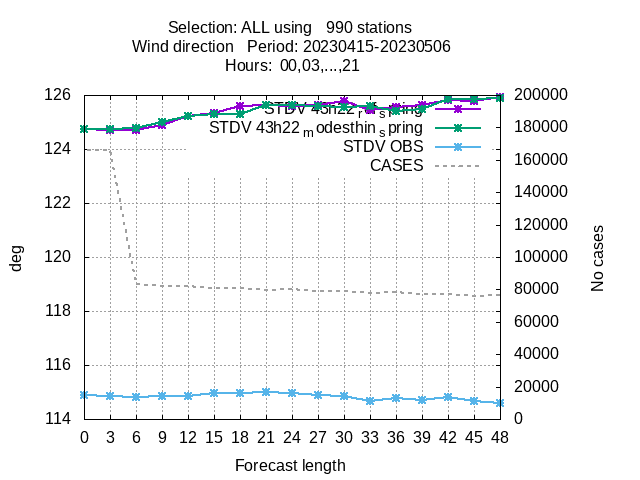 Selection: ALL using   990 stations
Wind direction   Period: 20230415-20230506
Hours:  00,03,...,21
126
124
122
120
118
116
114
deg
STDV 43h22
STDV 43h22 modesthin spring
STDV OBS
CASES
200000
180000
160000
140000
120000
100000
80000
60000
40000
20000
0
No cases
0 3 6 9 12 15 18 21 24 27 30 33 36 39 42 45 48
Forecast length